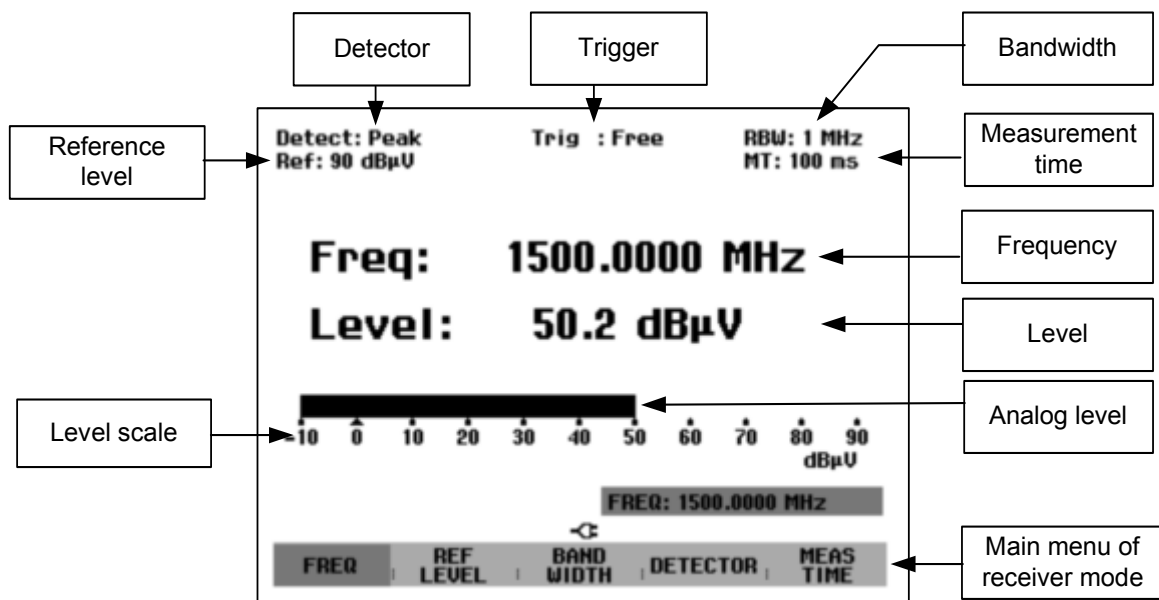 Detector
Trigger
Bandwidth
Reference
level
Detect: Peak
Trig : Free
RBW: 1 MHz
Ref: 90 dBµV
MT: 100 ms
Measurement
time
Freq: 1500.0000 MHz
Frequency
Level: 50.2 dBµV
Level
Analog level
Level scale
-10 0 10 20 30 40 50 60 70 80 90
dBµV
FREQ: 1500.0000 MHz
FREQ
REF
LEVEL
BAND
WIDTH
DETECTOR
MEAS
TIME
Main menu of
receiver mode